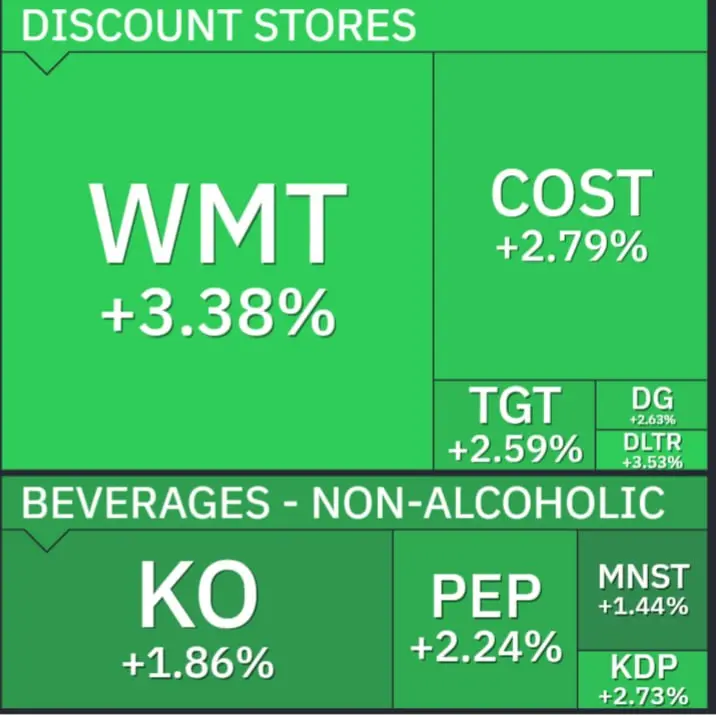 DISCOUNT STORES
WMT
+3.38%
COST
+2.79%
TGT
+2.59%
DG
+2.63%
DLTR
+3.53%
BEVERAGES - NON-ALCOHOLIC
KO
+1.86%
PEP
+2.24%
MNST
+1.44%
KDP
+2.73%